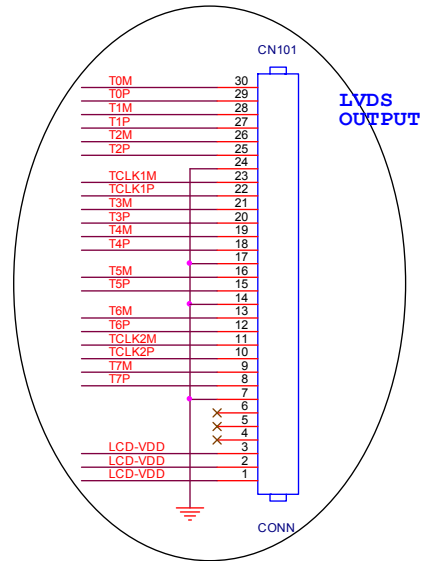 CN101
LVDS
OUTPUT
T0M 30
T0P 29
T1M 28
T1P 27
T2M 26
T2P 25
24
TCLK1M 23
TCLK1P 22
T3M 21
T3P 20
T4M 19
T4P 18
17
T5M 16
T5P 15
14
T6M 13
T6P 12
TCLK2M 11
TCLK2P 10
T7M 9
T7P 8
7
6
5
4
LCD-VDD 3
LCD-VDD 2
LCD-VDD 1
CONN